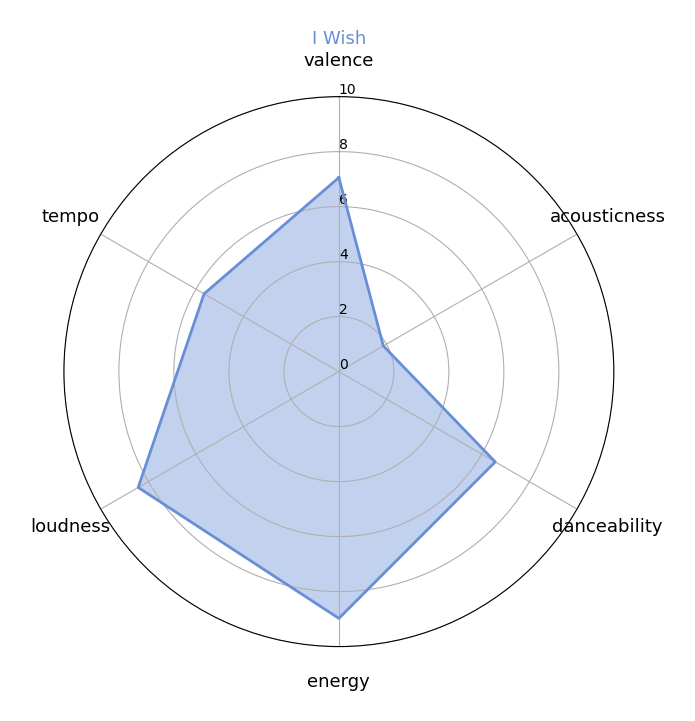 I Wish
valence
10
8
6
4
2
0
tempo
acousticness
loudness
danceability
energy